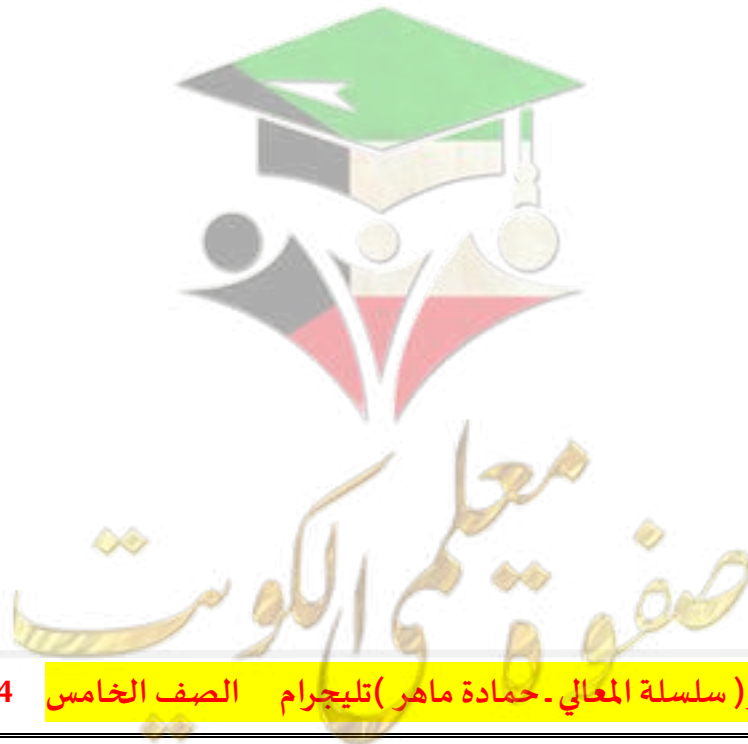 صفوة معلمي الكويت
( سلسلة المعالي ـ حمادة ماهر )تليجرام الصف الخامس 4